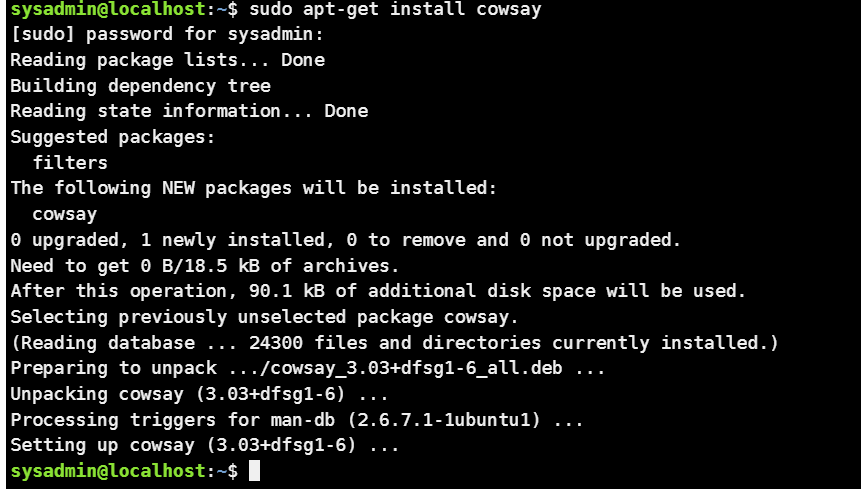 sysadmin@localhost:~$ sudo apt-get install cowsay
[sudo] password for sysadmin:
Reading package lists... Done
Building dependency tree
Reading state information... Done
Suggested packages:
  filters
The following NEW packages will be installed:
  cowsay
0 upgraded, 1 newly installed, 0 to remove and 0 not upgraded.
Need to get 0 B/18.5 kB of archives.
After this operation, 90.1 kB of additional disk space will be used.
Selecting previously unselected package cowsay.
(Reading database ... 24300 files and directories currently installed.)
Preparing to unpack .../cowsay_3.03+dfsg1-6_all.deb ...
Unpacking cowsay (3.03+dfsg1-6) ...
Processing triggers for man-db (2.6.7.1-1ubuntu1) ...
Setting up cowsay (3.03+dfsg1-6) ...
sysadmin@localhost:~$